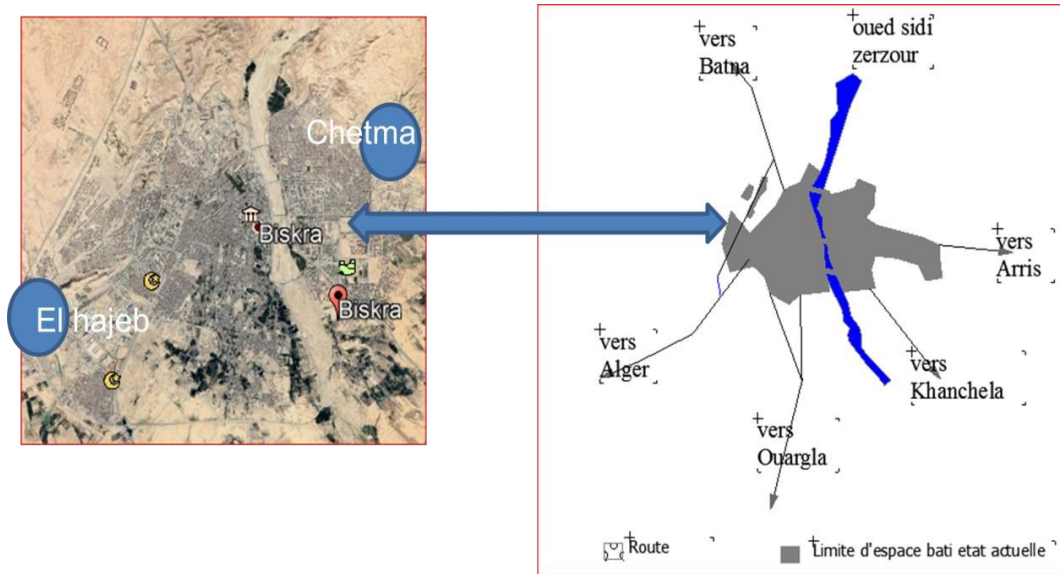 Chetma
Biskra
Biskra
El hajeb
vers
Batna
oued sidi
zerzour
vers
Arris
vers
Alger
vers
Khanchela
vers
Ouargla
Route
Limite d'espace bati etat actuelle